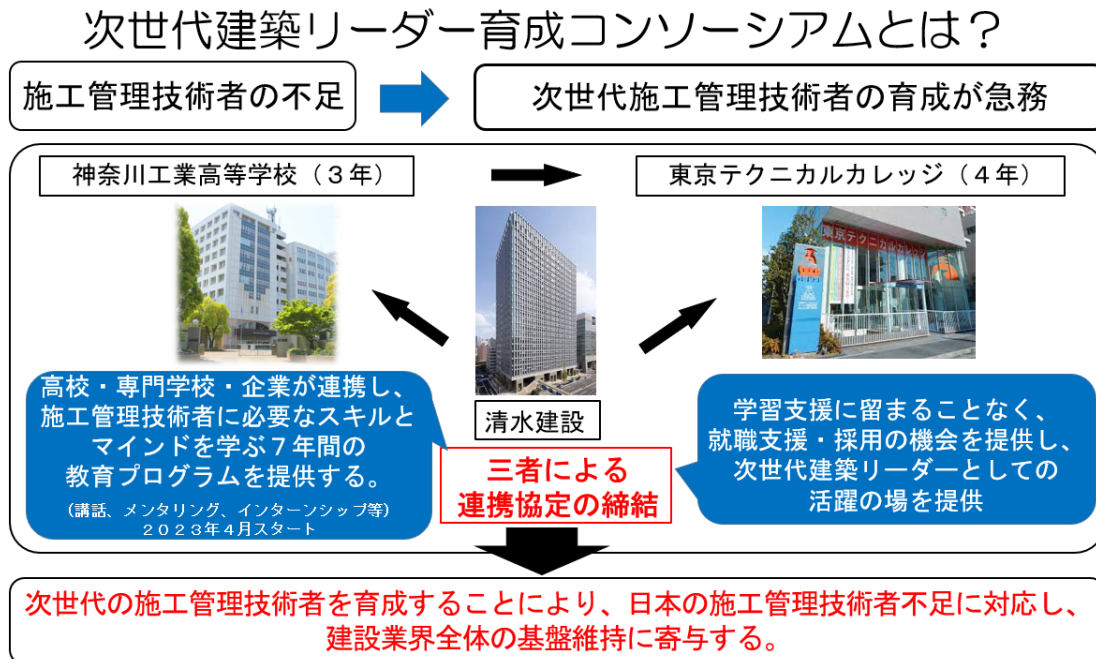 次世代建築リーダー育成コンソーシアムとは？
施工管理技術者の不足
次世代施工管理技術者の育成が急務
神奈川工業高等学校（３年）
東京テクニカルカレッジ（４年）
東京テクニカルカレッジ
高校・専門学校・企業が連携し、
施工管理技術者に必要なスキルと
マインドを学ぶ７年間の
教育プログラムを提供する。
（講話、メンタリング、インターンシップ等）
２０２３年４月スタート
清水建設
三者による
連携協定の締結
学習支援に留まることなく、
就職支援・採用の機会を提供し、
次世代建築リーダーとしての
活躍の場を提供
次世代の施工管理技術者を育成することにより、日本の施工管理技術者不足に対応し、
建設業界全体の基盤維持に寄与する。